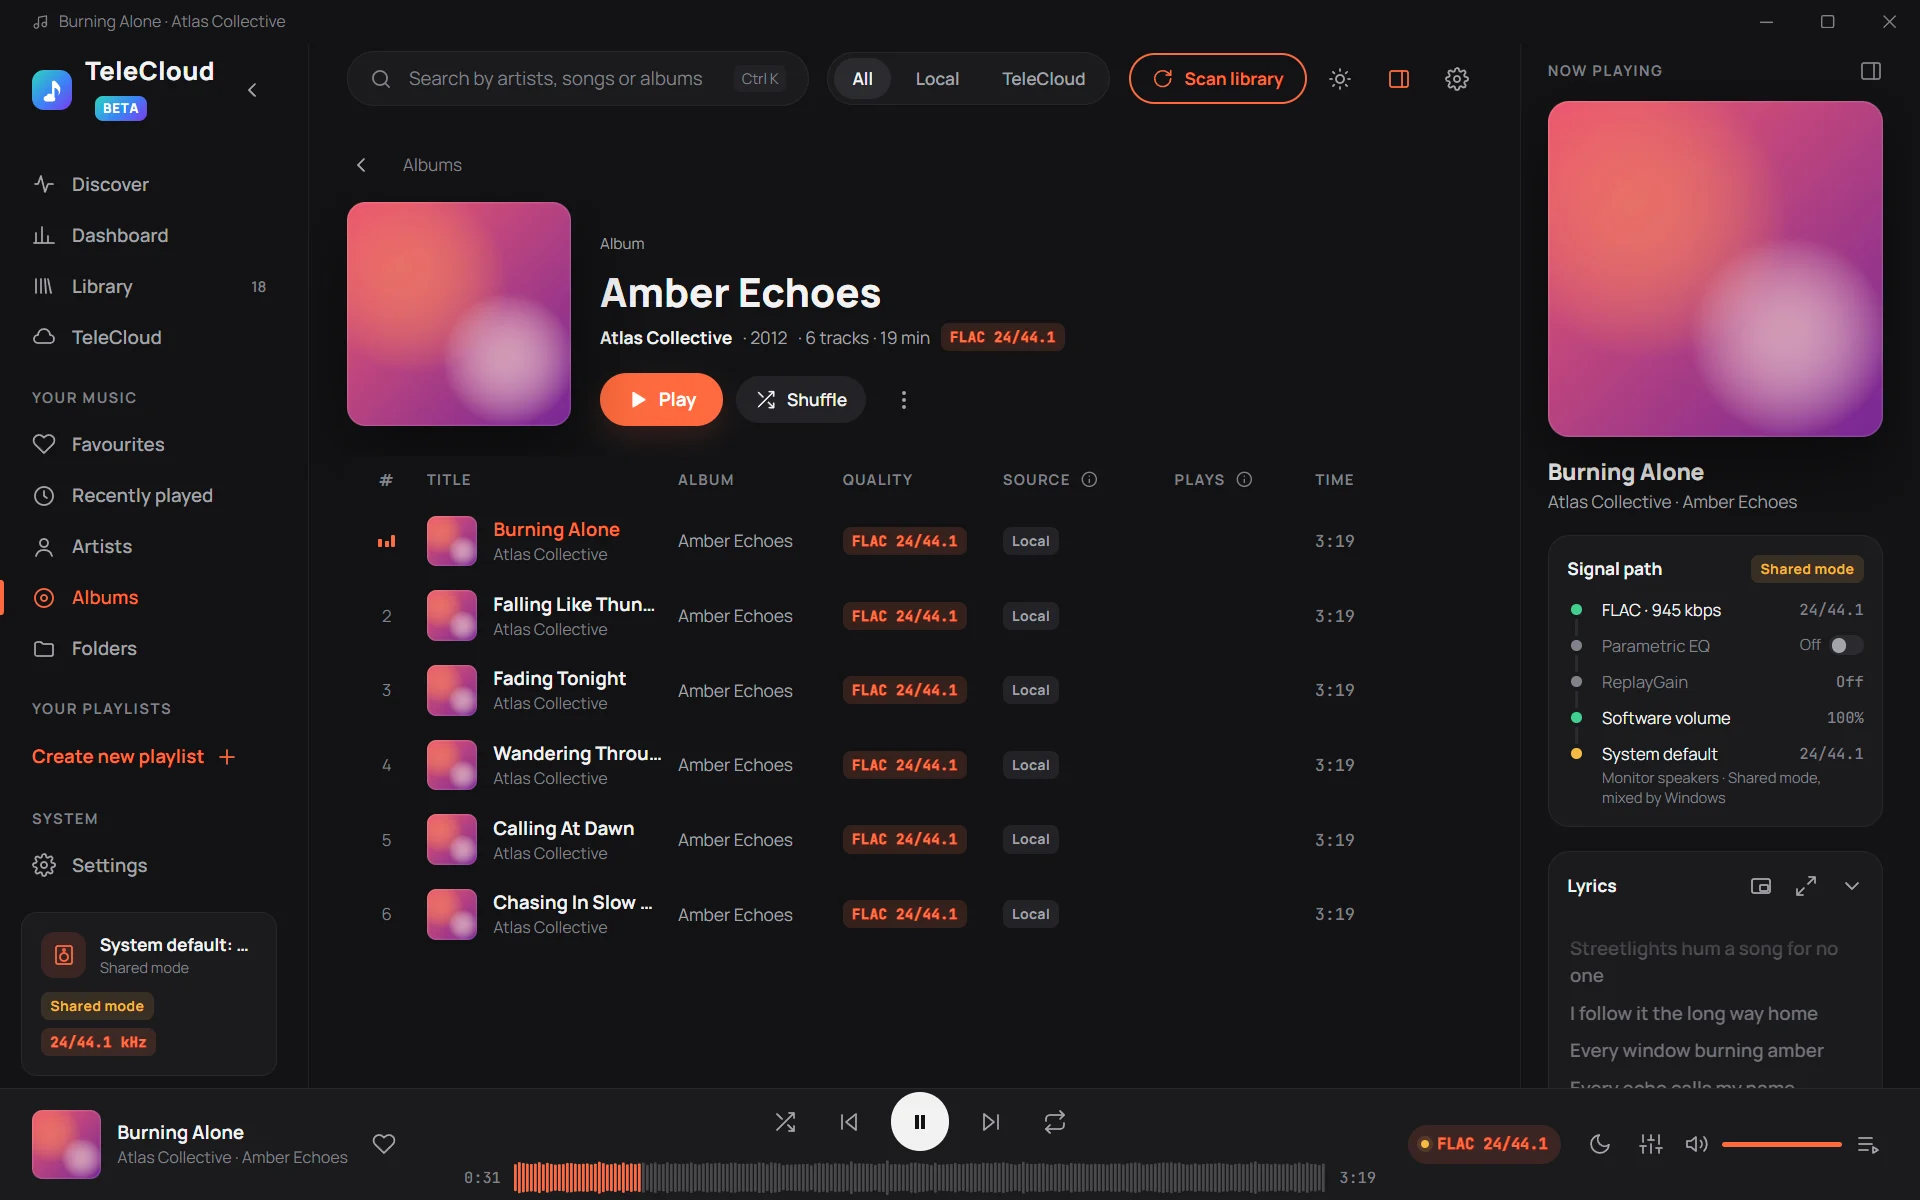 Burning Alone · Atlas Collective
TeleCloud
BETA
Discover
Dashboard
Library 18
TeleCloud
YOUR MUSIC
Favourites
Recently played
Artists
Albums
Folders
YOUR PLAYLISTS
Create new playlist
SYSTEM
Settings
System default: ...
Shared mode
Shared mode
24/44.1 kHz
Search by artists, songs or albums Ctrl K
All Local TeleCloud
Scan library
Albums
Album
Amber Echoes
Atlas Collective · 2012 · 6 tracks · 19 min FLAC 24/44.1
Play Shuffle
# TITLE ALBUM QUALITY SOURCE PLAYS TIME
Burning Alone
Atlas Collective
Amber Echoes FLAC 24/44.1 Local 3:19
2 Falling Like Thun...
Atlas Collective
Amber Echoes FLAC 24/44.1 Local 3:19
3 Fading Tonight
Atlas Collective
Amber Echoes FLAC 24/44.1 Local 3:19
4 Wandering Throu...
Atlas Collective
Amber Echoes FLAC 24/44.1 Local 3:19
5 Calling At Dawn
Atlas Collective
Amber Echoes FLAC 24/44.1 Local 3:19
6 Chasing In Slow ...
Atlas Collective
Amber Echoes FLAC 24/44.1 Local 3:19
NOW PLAYING
Burning Alone
Atlas Collective · Amber Echoes
Signal path Shared mode
FLAC · 945 kbps 24/44.1
Parametric EQ Off
ReplayGain Off
Software volume 100%
System default 24/44.1
Monitor speakers · Shared mode,
mixed by Windows
Lyrics
Streetlights hum a song for no
one
I follow it the long way home
Every window burning amber
Every echo calls my name
Burning Alone
Atlas Collective · Amber Echoes
0:31 3:19
FLAC 24/44.1